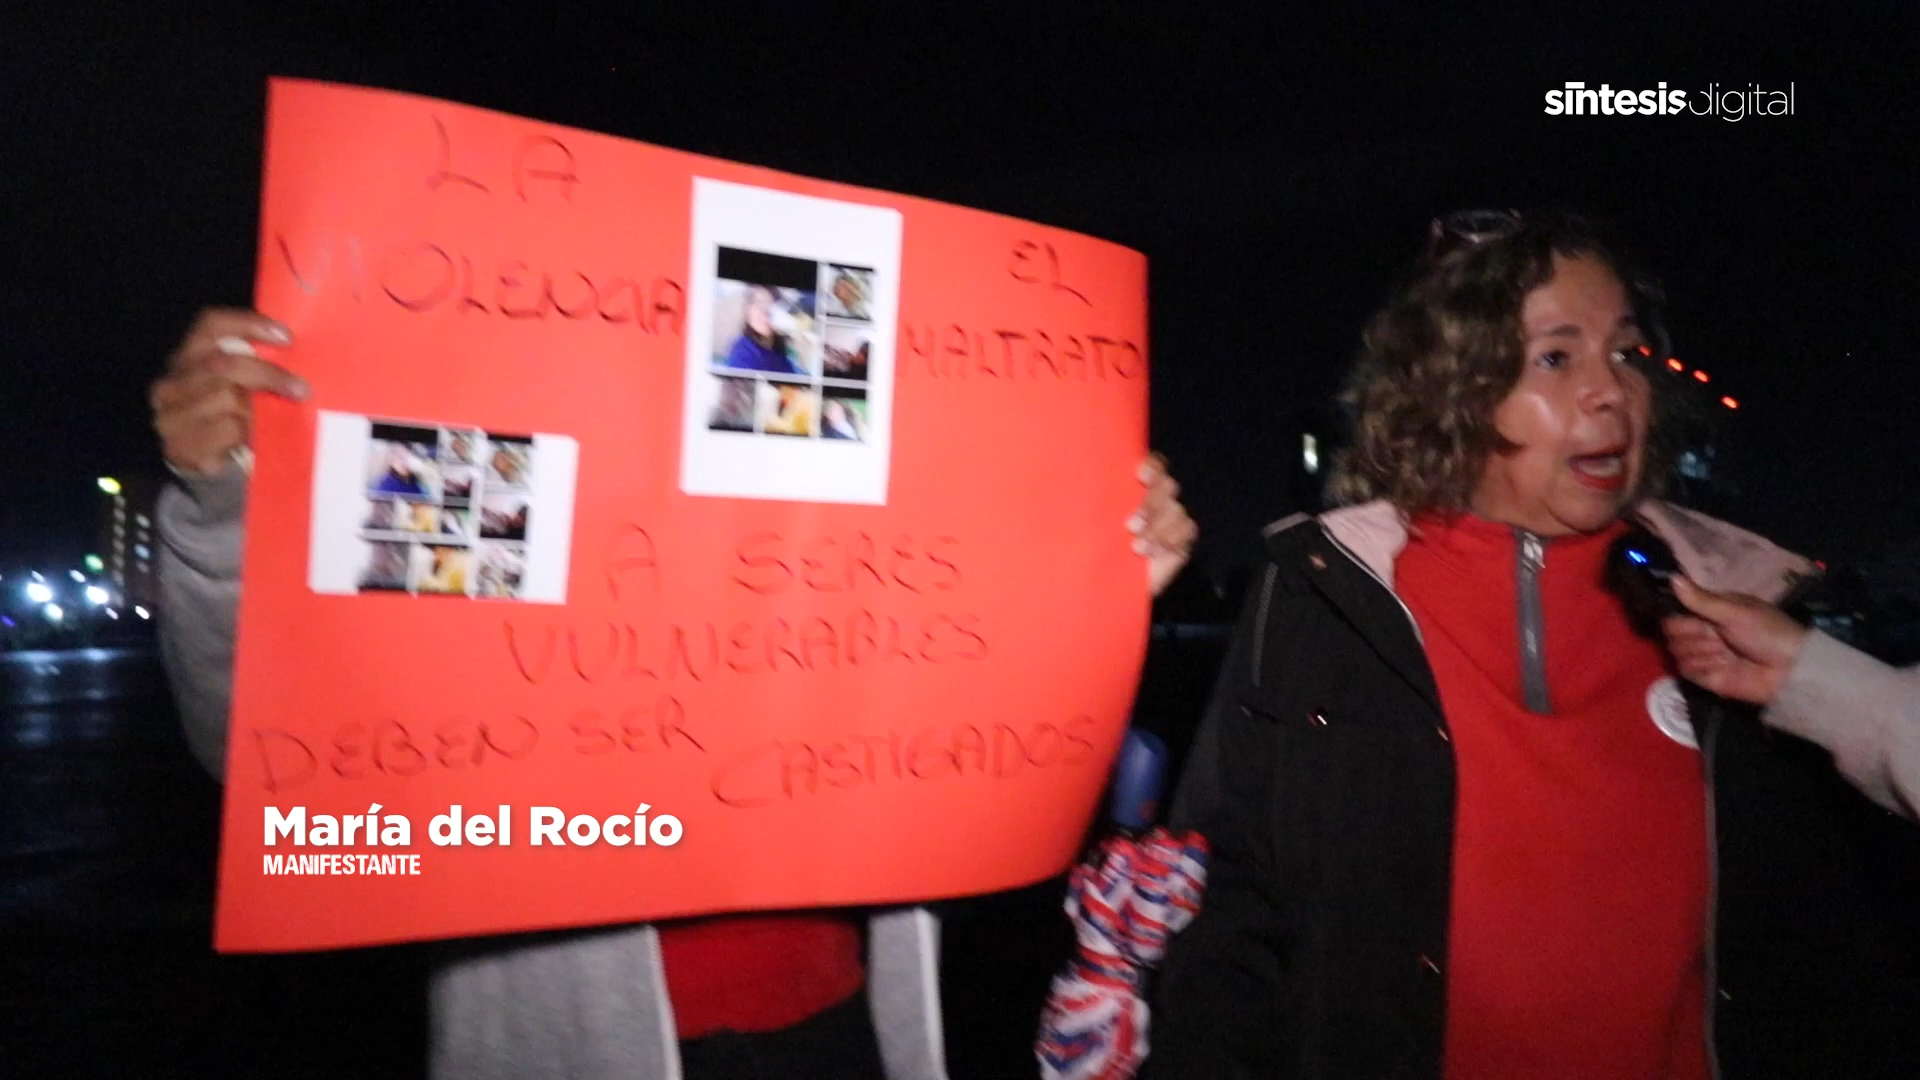 síntesis digital
LA
VIOLENCIA
EL
MALTRATO
A SERES
VULNERABLES
DEBEN SER CASTIGADOS
María del Rocío
MANIFESTANTE